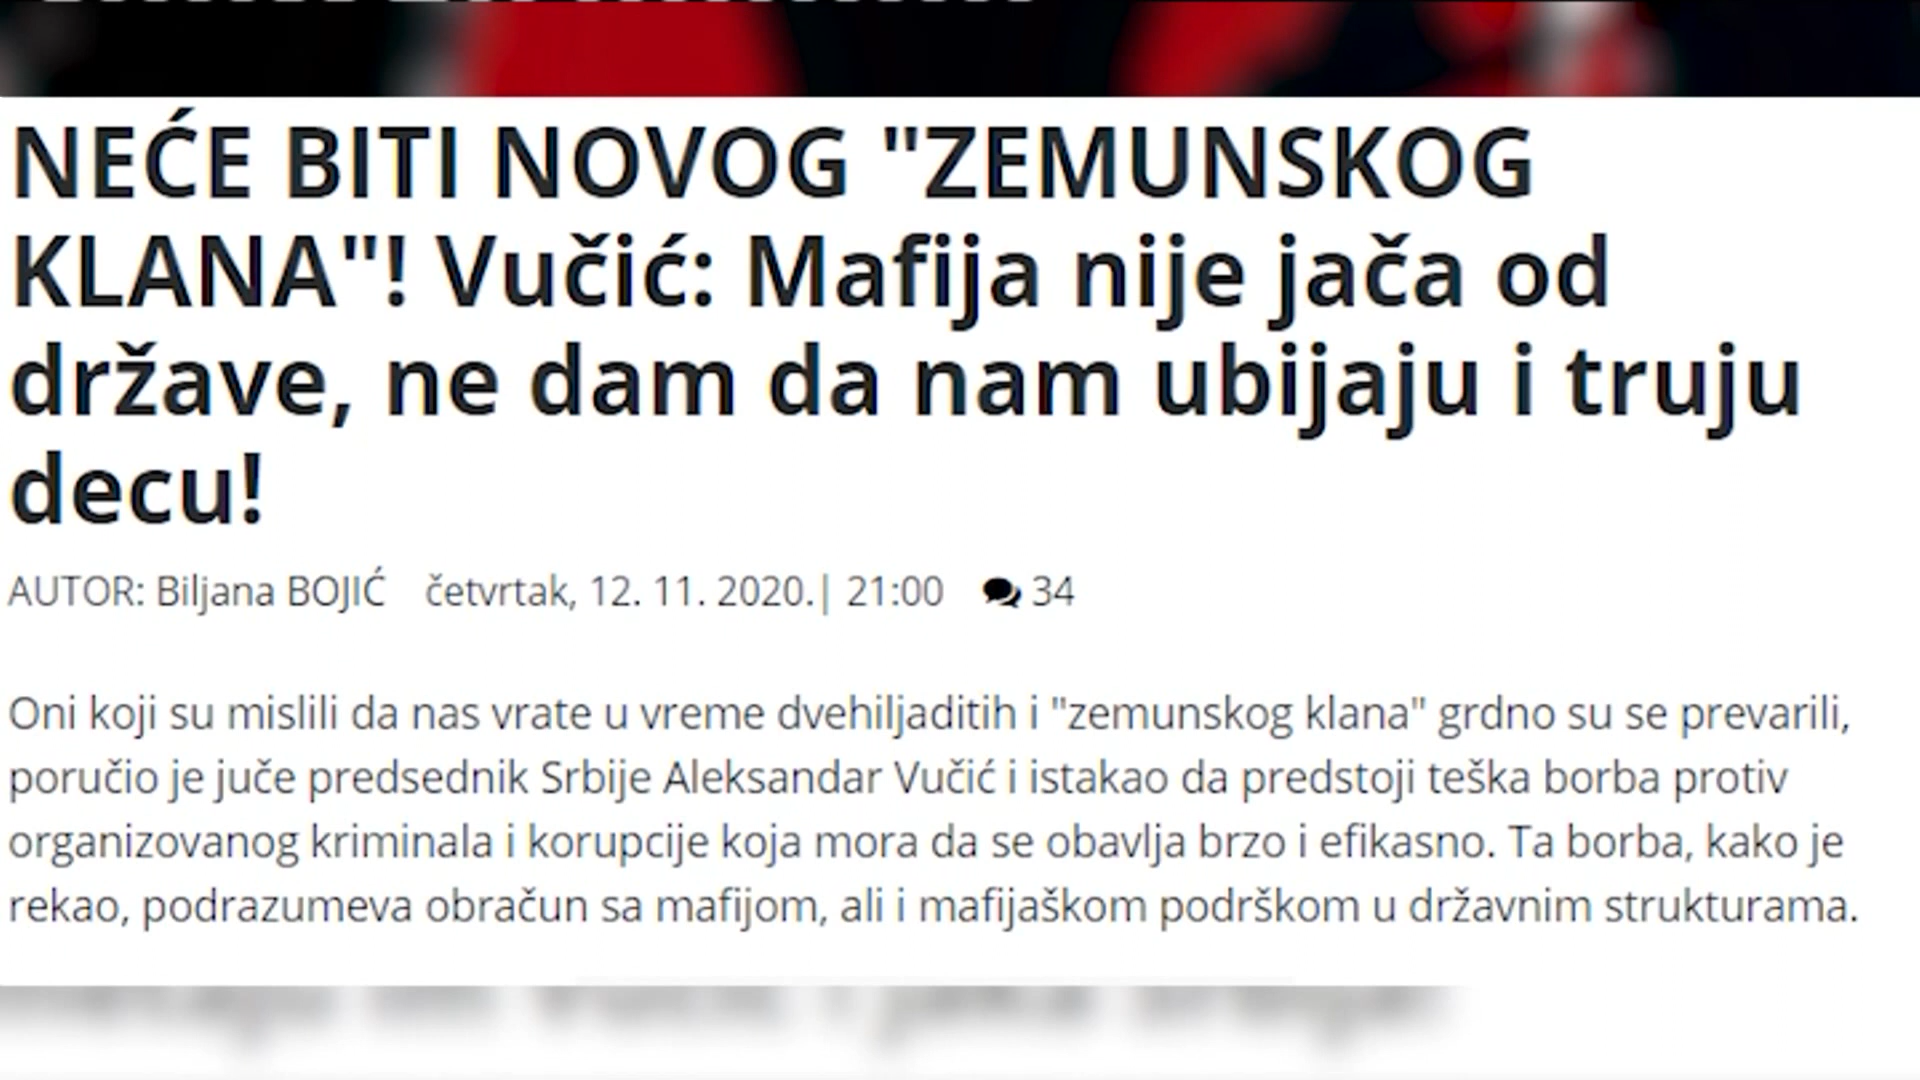 NEĆE BITI NOVOG "ZEMUNSKOG
KLANA"! Vučić: Mafija nije jača od
države, ne dam da nam ubijaju i truju
decu!
AUTOR: Biljana BOJIĆ četvrtak, 12. 11. 2020.| 21:00 34
Oni koji su mislili da nas vrate u vreme dvehiljaditih i "zemunskog klana" grdno su se prevarili,
poručio je juče predsednik Srbije Aleksandar Vučić i istakao da predstoji teška borba protiv
organizovanog kriminala i korupcije koja mora da se obavlja brzo i efikasno. Ta borba, kako je
rekao, podrazumeva obračun sa mafijom, ali i mafijaškom podrškom u državnim strukturama.